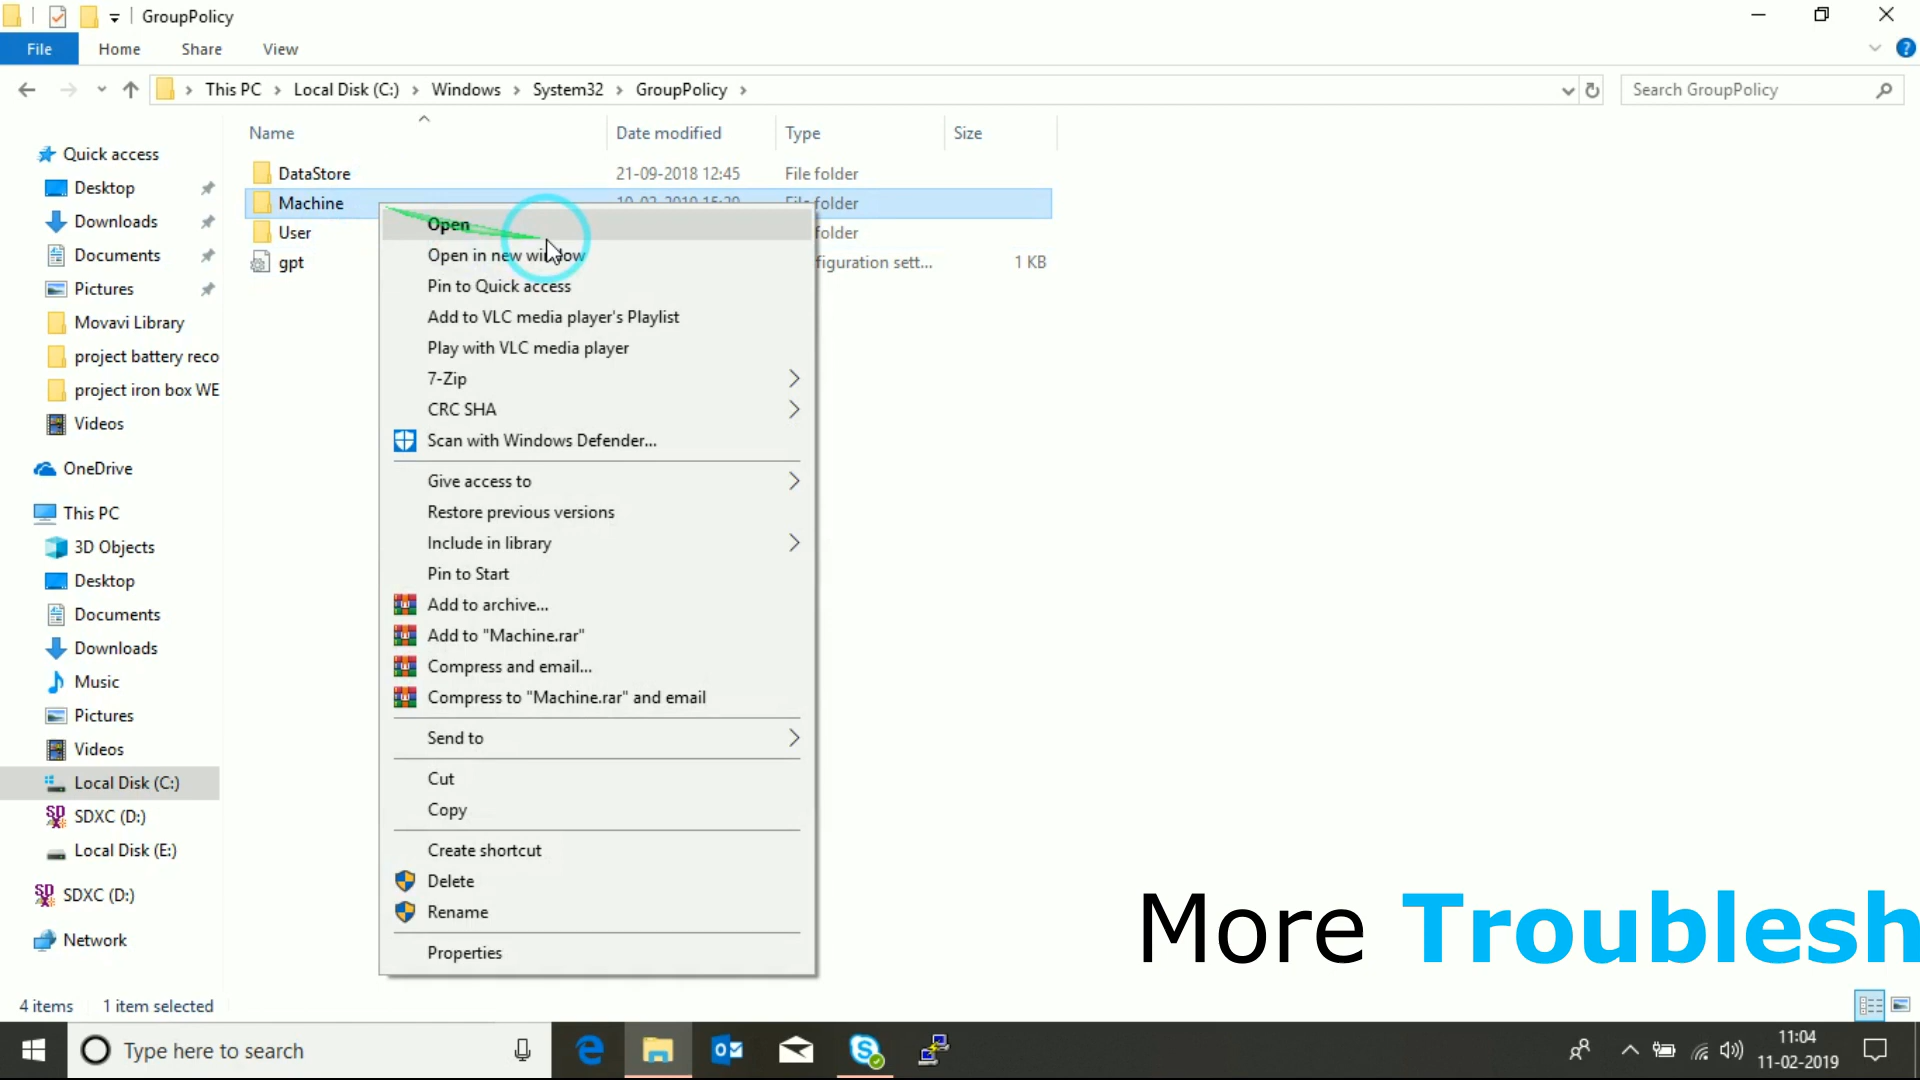 GroupPolicy
File Home Share View
This PC Local Disk (C:) Windows System32 GroupPolicy
Search GroupPolicy
Name Date modified Type Size
Quick access
Desktop
Downloads
Documents
Pictures
Movavi Library
project battery reco
project iron box WE
Videos
OneDrive
This PC
3D Objects
Desktop
Documents
Downloads
Music
Pictures
Videos
Local Disk (C:)
SDXC (D:)
Local Disk (E:)
SDXC (D:)
Network
DataStore 21-09-2018 12:45 File folder
Machine File folder
User folder
gpt figuration sett... 1 KB
Open
Open in new window
Pin to Quick access
Add to VLC media player's Playlist
Play with VLC media player
7-Zip
CRC SHA
Scan with Windows Defender...
Give access to
Restore previous versions
Include in library
Pin to Start
Add to archive...
Add to "Machine.rar"
Compress and email...
Compress to "Machine.rar" and email
Send to
Cut
Copy
Create shortcut
Delete
Rename
Properties
More Troublesh
4 items 1 item selected
Type here to search
11:04
11-02-2019